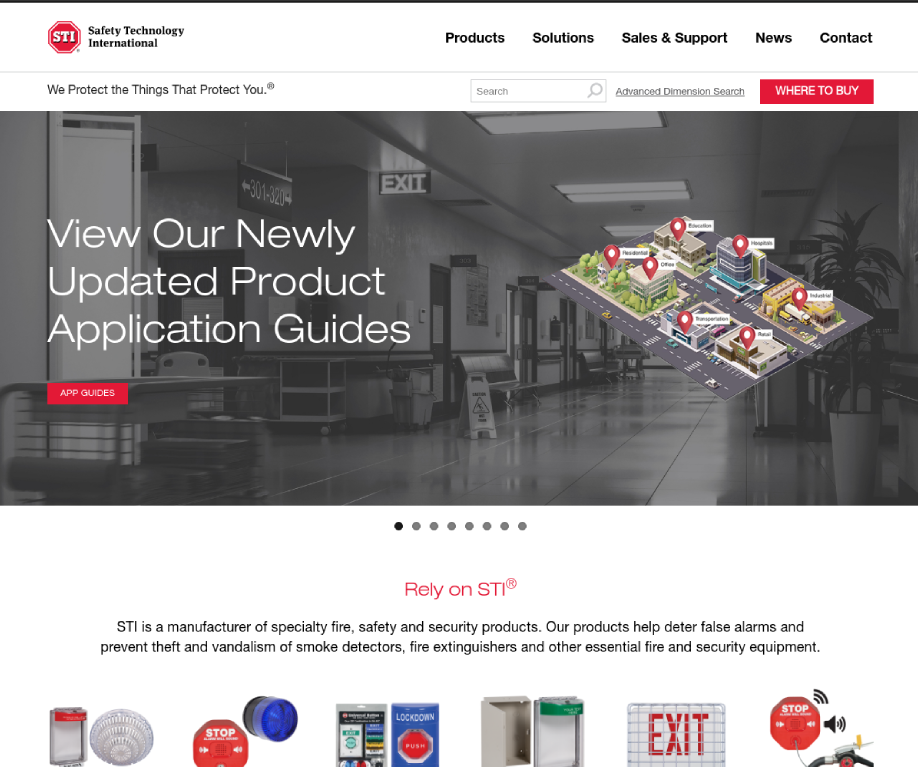 STI
Safety Technology
International
Products
Solutions
Sales & Support
News
Contact
We Protect the Things That Protect You.®
Search
Advanced Dimension Search
WHERE TO BUY
←301-320
EXIT
View Our Newly
Updated Product
Application Guides
Education
Hospitals
Residential
Office
Industrial
Transportation
Retail
APP GUIDES
Rely on STI®
STI is a manufacturer of specialty fire, safety and security products. Our products help deter false alarms and
prevent theft and vandalism of smoke detectors, fire extinguishers and other essential fire and security equipment.
STOP
EXIT
LOCKDOWN
PUSH
EXIT
STOP